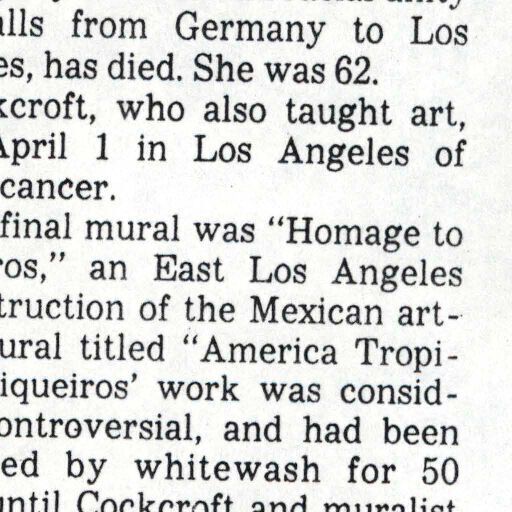 alls from Germany to Los
es, has died. She was 62.
kcroft, who also taught art,
April 1 in Los Angeles of
cancer.
final mural was “Homage to
ros,” an East Los Angeles
truction of the Mexican art-
ural titled “America Tropi-
iqueiros’ work was consid-
ontroversial, and had been
ed by whitewash for 50
until Cockcroft and muralist